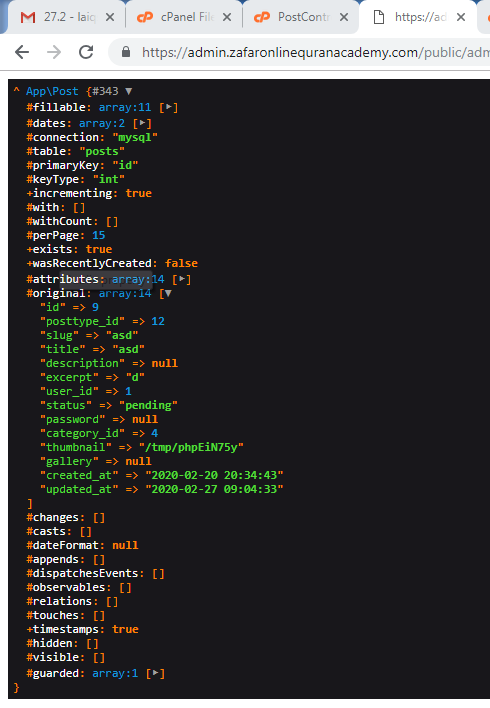 27.2 - laiq
cPanel File
PostContr
https://ad
https://admin.zafaronlinequranacademy.com/public/adm
^ App\Post {#343 ▼
#fillable: array:11 [▶]
#dates: array:2 [▶]
#connection: "mysql"
#table: "posts"
#primaryKey: "id"
#keyType: "int"
+incrementing: true
#with: []
#withCount: []
#perPage: 15
+exists: true
+wasRecentlyCreated: false
#attributes: array:14 [▶]
#original: array:14 [▼
"id" => 9
"posttype_id" => 12
"slug" => "asd"
"title" => "asd"
"description" => null
"excerpt" => "d"
"user_id" => 1
"status" => "pending"
"password" => null
"category_id" => 4
"thumbnail" => "/tmp/phpEiN75y"
"gallery" => null
"created_at" => "2020-02-20 20:34:43"
"updated_at" => "2020-02-27 09:04:33"
]
#changes: []
#casts: []
#dateFormat: null
#appends: []
#dispatchesEvents: []
#observables: []
#relations: []
#touches: []
+timestamps: true
#hidden: []
#visible: []
#guarded: array:1 [▶]
}